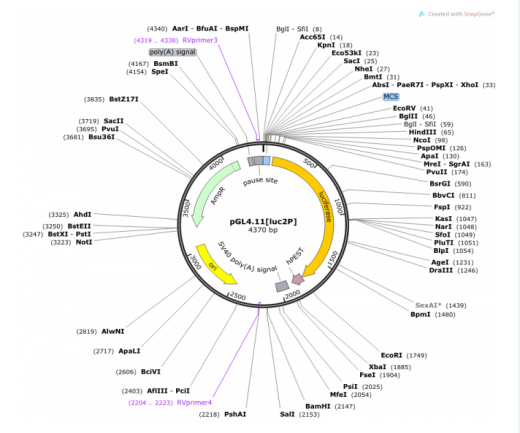 Created with SnapGene®
(4340) AarI - BfuAI - BspMI
(4319 .. 4338) RVprimer3
poly(A) signal
(4167) BsmBI
(4154) SpeI
(3835) BstZ17I
(3719) SacII
(3695) PvuI
(3681) Bsu36I
(3325) AhdI
(3250) BstEII
(3247) BstXI - PstI
(3223) NotI
(2819) AlwNI
(2717) ApaLI
(2606) BciVI
(2403) AflIII - PciI
(2204 .. 2223) RVprimer4
(2218) PshAI
BglI - SfiI (8)
Acc65I (14)
KpnI (18)
Eco53kI (23)
SacI (25)
NheI (27)
BmtI (31)
AbsI - PaeR7I - PspXI - XhoI (33)
MCS
EcoRV (41)
BglII (46)
BglI - SfiI (59)
HindIII (65)
NcoI (98)
PspOMI (126)
ApaI (130)
MreI - SgrAI (163)
PvuII (174)
BsrGI (590)
BbvCI (811)
FspI (922)
KasI (1047)
NarI (1048)
SfoI (1049)
PluTI (1051)
BlpI (1054)
AgeI (1231)
DraIII (1246)
SexAI* (1439)
BpmI (1480)
EcoRI (1749)
XbaI (1885)
FseI (1904)
PsiI (2025)
MfeI (2054)
BamHI (2147)
SalI (2153)
pause site
AmpR
luciferase
pGL4.11[luc2P]
4370 bp
SV40 poly(A) signal
hPEST
ori
500
1000
1500
2000
2500
3000
3500
4000